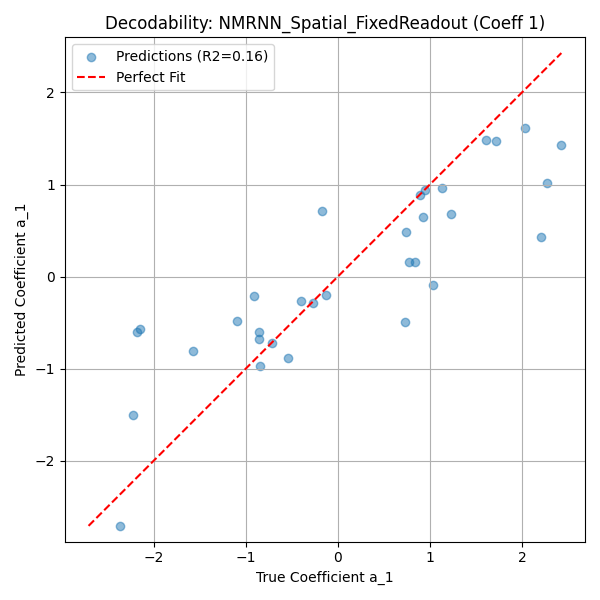 Decodability: NMRNN_Spatial_FixedReadout (Coeff 1)
Predictions (R2=0.16)
Perfect Fit
2
1
0
−1
−2
Predicted Coefficient a_1
−2 −1 0 1 2
True Coefficient a_1